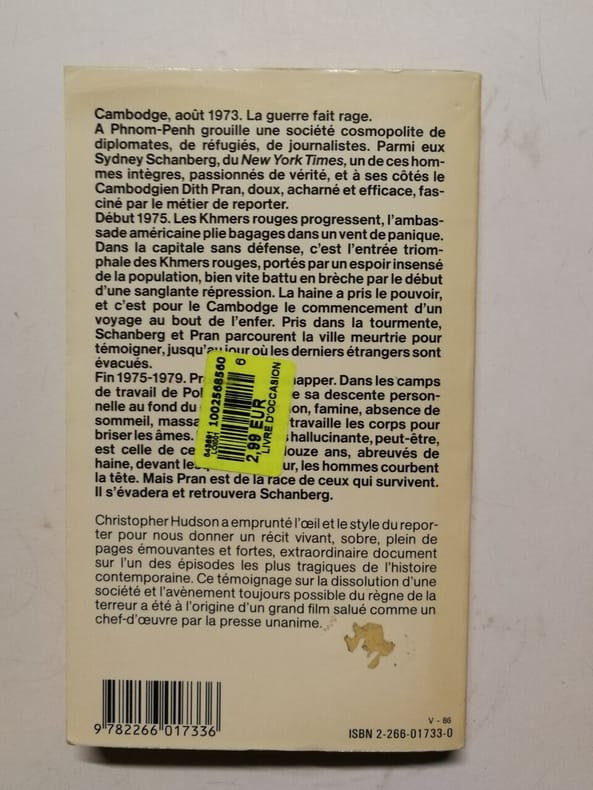 Cambodge, août 1973. La guerre fait rage.
A Phnom-Penh grouille une société cosmopolite de
diplomates, de réfugiés, de journalistes. Parmi eux
Sydney Schanberg, du New York Times, un de ces hom-
mes intègres, passionnés de vérité, et à ses côtés le
Cambodgien Dith Pran, doux, acharné et efficace, fas-
ciné par le métier de reporter.
Début 1975. Les Khmers rouges progressent, l'ambas-
sade américaine plie bagages dans un vent de panique.
Dans la capitale sans défense, c'est l'entrée triom-
phale des Khmers rouges, portés par un espoir insensé
de la population, bien vite battu en brèche par le début
d'une sanglante répression. La haine a pris le pouvoir,
et c'est pour le Cambodge le commencement d'un
voyage au bout de l'enfer. Pris dans la tourmente,
Schanberg et Pran parcourent la ville meurtrie pour
témoigner, jusqu'au jour où les derniers étrangers sont
évacués.
Fin 1975-1979. Dans les camps
de travail de sa descente person-
nelle au fond du famine, absence de
sommeil, travaille les corps pour
briser les âmes. hallucinante, peut-être,
est celle de ans, abreuvés de
haine, devant les hommes courbent
la tête. Mais Pran est de la race de ceux qui survivent.
Il s'évadera et retrouvera Schanberg.
6
1002568560
543691
2,99 EUR
LIVRE D'OCCASION
Christopher Hudson a emprunté l'œil et le style du repor-
ter pour nous donner un récit vivant, sobre, plein de
pages émouvantes et fortes, extraordinaire document
sur l'un des épisodes les plus tragiques de l'histoire
contemporaine. Ce témoignage sur la dissolution d'une
société et l'avènement toujours possible du règne de la
terreur a été à l'origine d'un grand film salué comme un
chef-d'œuvre par la presse unanime.
V - 86
9 782266 017336
ISBN 2-266-01733-0